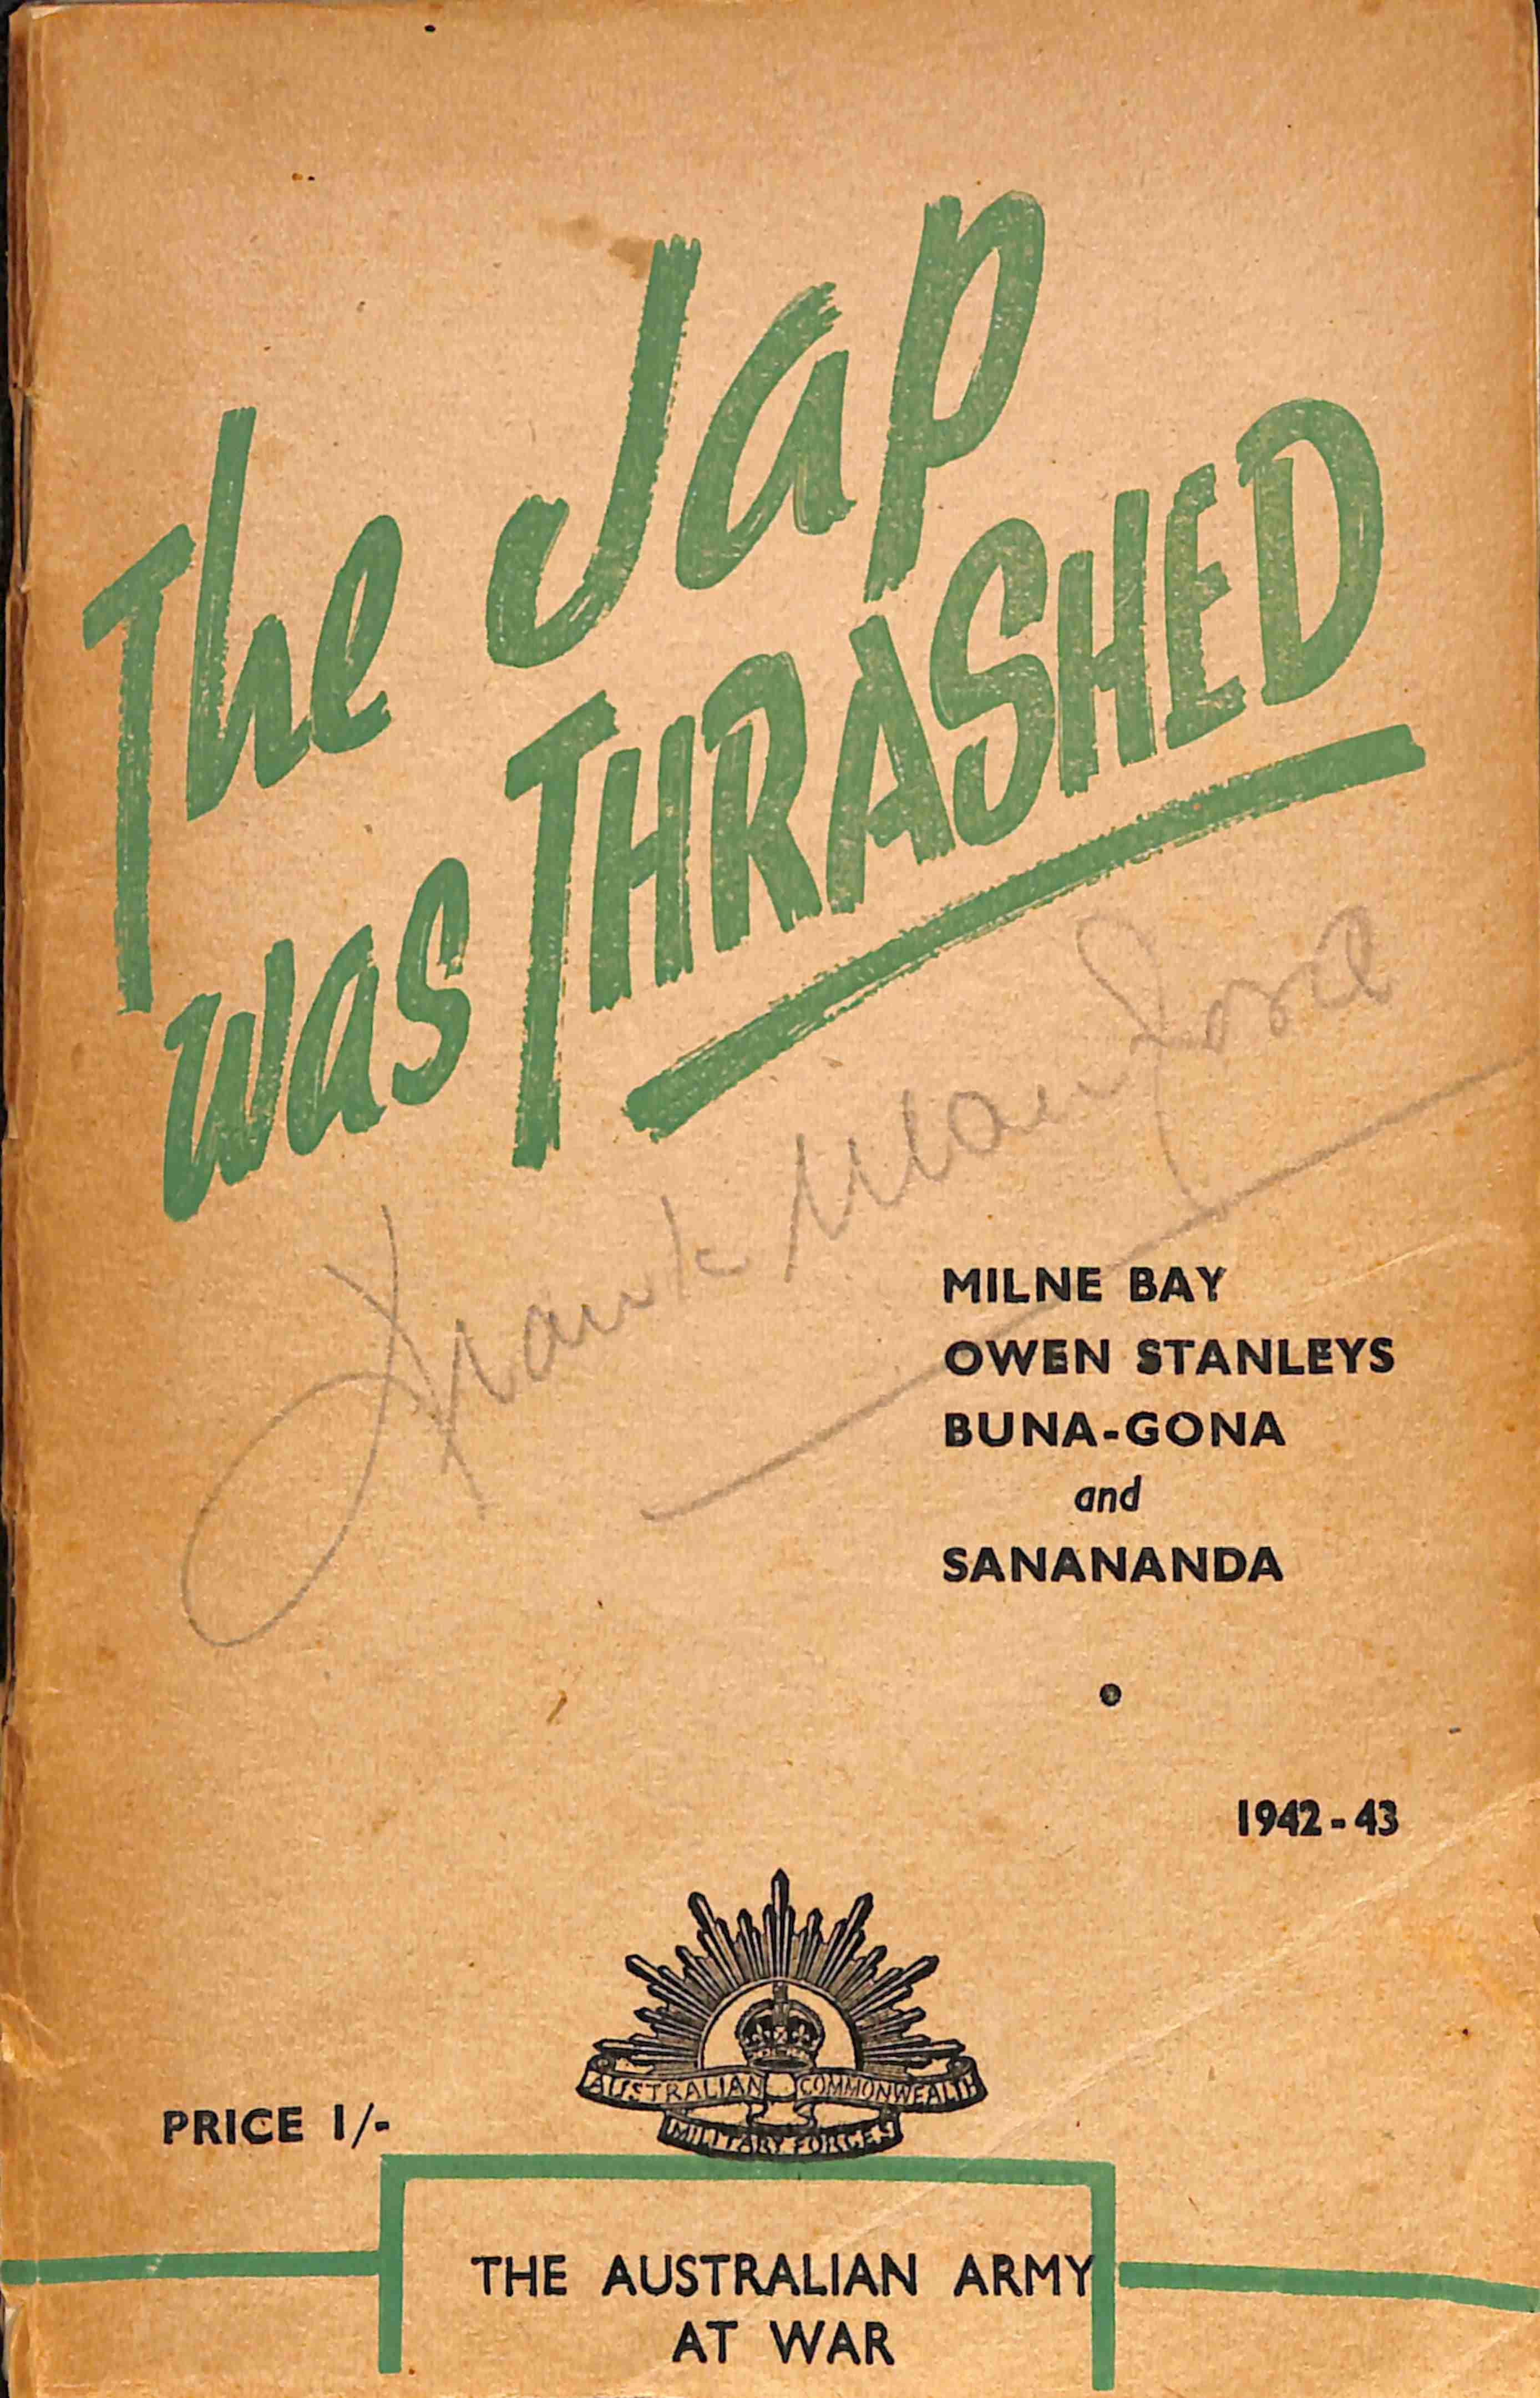 The Jap
was THRASHED
MILNE BAY
OWEN STANLEYS
BUNA-GONA
and
SANANANDA
1942-43
AUSTRALIAN COMMONWEALTH
MILITARY FORCES
PRICE 1/-
THE AUSTRALIAN ARMY
AT WAR
Frank